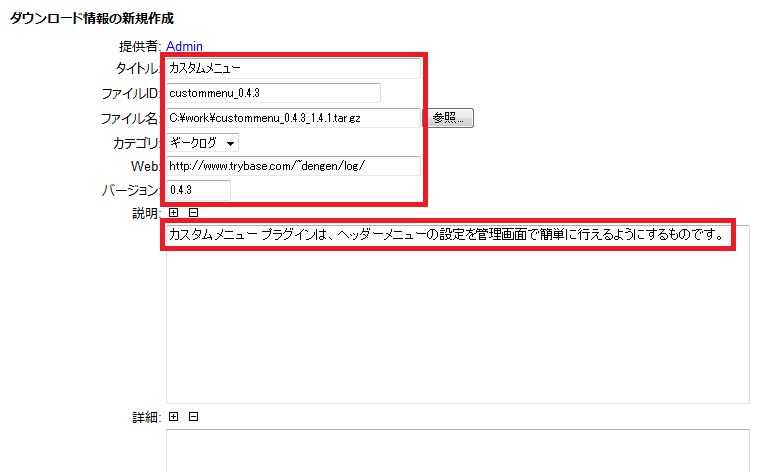 ダウンロード情報の新規作成
提供者: Admin
タイトル: カスタムメニュー
ファイルID: custommenu_0.4.3
ファイル名: C:¥work¥custommenu_0.4.3_1.4.1.tar.gz 参照...
カテゴリ: ギークログ
Web: http://www.trybase.com/~dengen/log/
バージョン: 0.4.3
説明:
カスタムメニュー プラグインは、ヘッダーメニューの設定を管理画面で簡単に行えるようにするものです。
詳細: